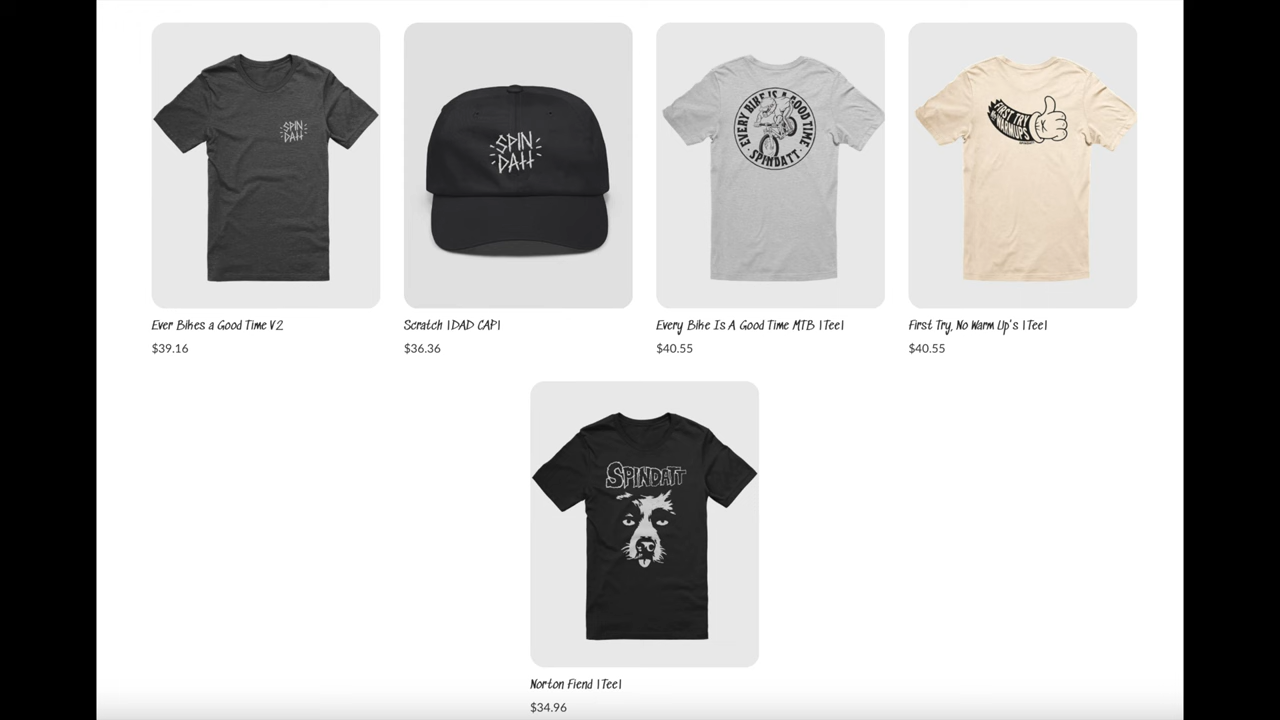 SPIN
DATT
SPIN
DATT
EVERY BIKE IS A GOOD TIME
· SPINDATT ·
FIRST TRY
NO WARMUPS
Ever Bikes a Good Time V2
Scratch |DAD CAP|
Every Bike Is A Good Time MTB |Tee|
First Try, No Warm Up's |Tee|
$39.16
$36.36
$40.55
$40.55
SPINDATT
Norton Fiend |Tee|
$34.96